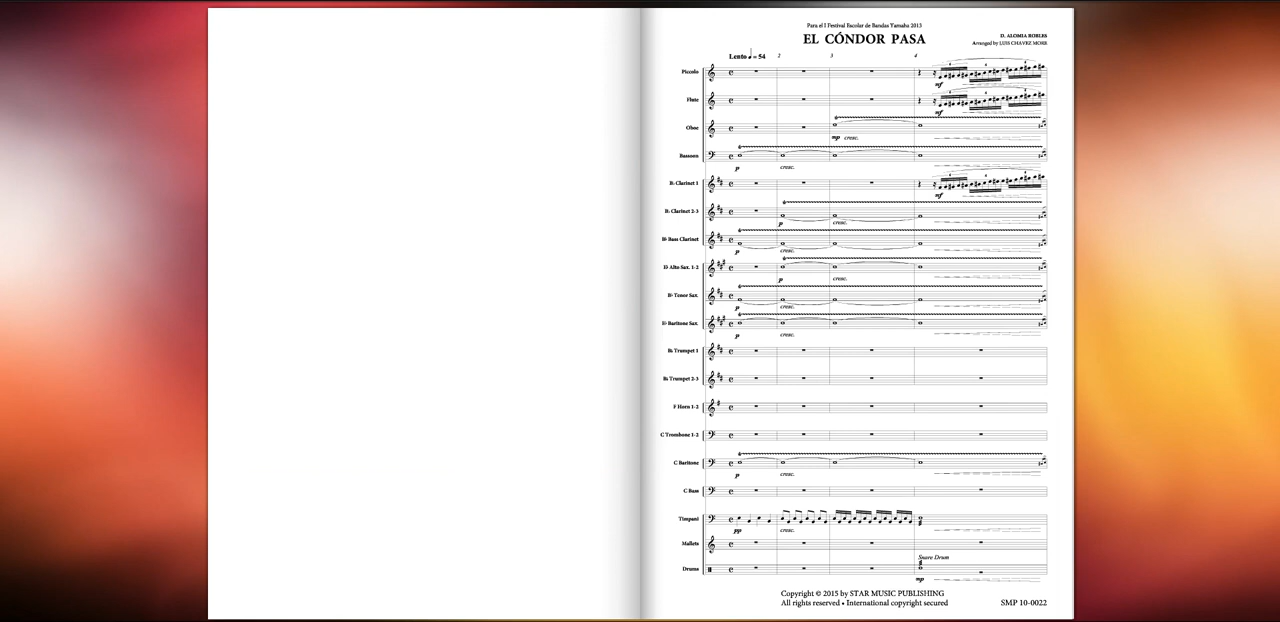 Para el I Festival Escolar de Bandas Yamaha 2013
EL CÓNDOR PASA
D. ALOMIA ROBLES
Arranged by LUIS CHAVEZ MORR
Lento ♩ = 54
2
3
4
Piccolo
mf
Flute
mf
Oboe
mp cresc.
Bassoon
p cresc.
B♭ Clarinet 1
mf
B♭ Clarinet 2-3
p cresc.
B♭ Bass Clarinet
p cresc.
E♭ Alto Sax. 1-2
p cresc.
B♭ Tenor Sax.
p cresc.
E♭ Baritone Sax.
p cresc.
B♭ Trumpet 1
B♭ Trumpet 2-3
F Horn 1-2
C Trombone 1-2
C Baritone
p cresc.
C Bass
Timpani
pp cresc.
Mallets
Snare Drum
Drums
mp
Copyright © 2015 by STAR MUSIC PUBLISHING
All rights reserved • International copyright secured
SMP 10-0022